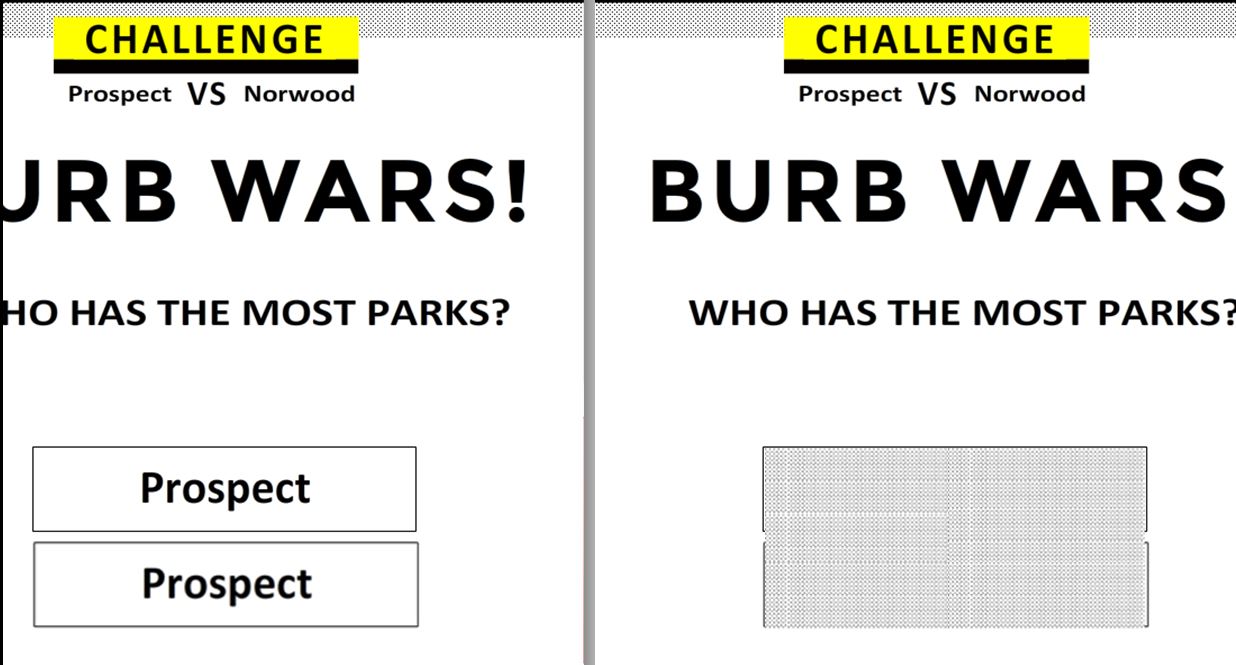 CHALLENGE
Prospect VS Norwood
URB WARS!
HO HAS THE MOST PARKS?
Prospect
Prospect
CHALLENGE
Prospect VS Norwood
BURB WARS
WHO HAS THE MOST PARKS?